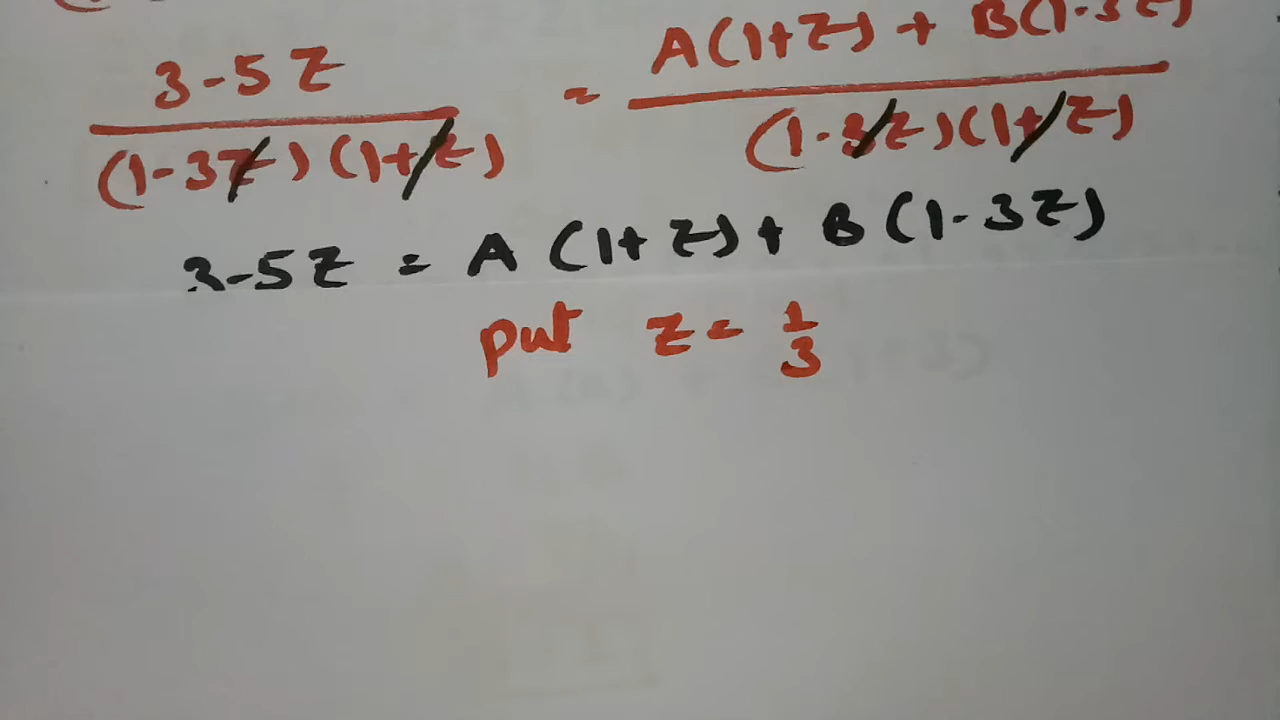 3-5Z = A(1+Z) + B(1-3Z)
(1-3Z)(1+Z) (1-3Z)(1+Z)
3-5Z = A(1+Z) + B(1-3Z)
put Z = 1/3